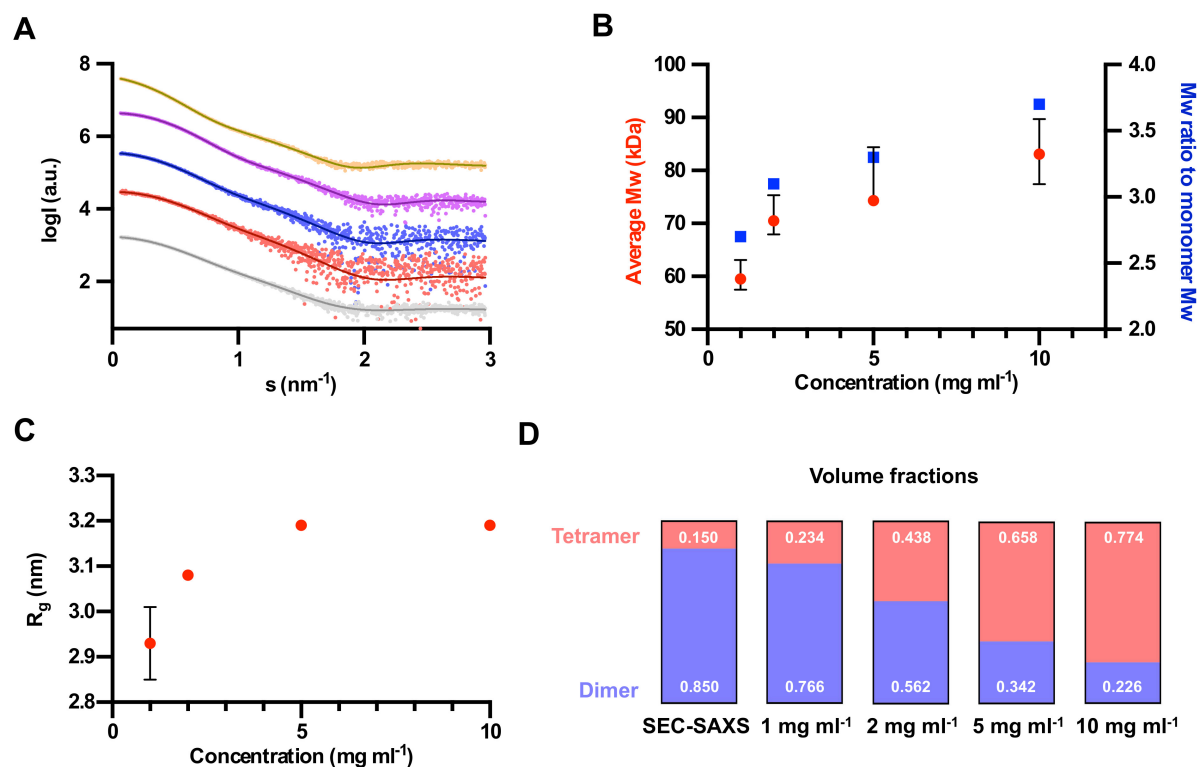 A
8
6
4
2
logI (a.u.)
0
1
2
3
s (nm-1)
B
100
90
80
70
60
50
Average Mw (kDa)
4.0
3.5
3.0
2.5
2.0
Mw ratio to monomer Mw
0
5
10
Concentration (mg ml-1)
C
3.3
3.2
3.1
3.0
2.9
2.8
Rg (nm)
0
5
10
Concentration (mg ml-1)
D
Volume fractions
Tetramer
0.150
0.234
0.438
0.658
0.774
Dimer
0.850
0.766
0.562
0.342
0.226
SEC-SAXS
1 mg ml-1
2 mg ml-1
5 mg ml-1
10 mg ml-1